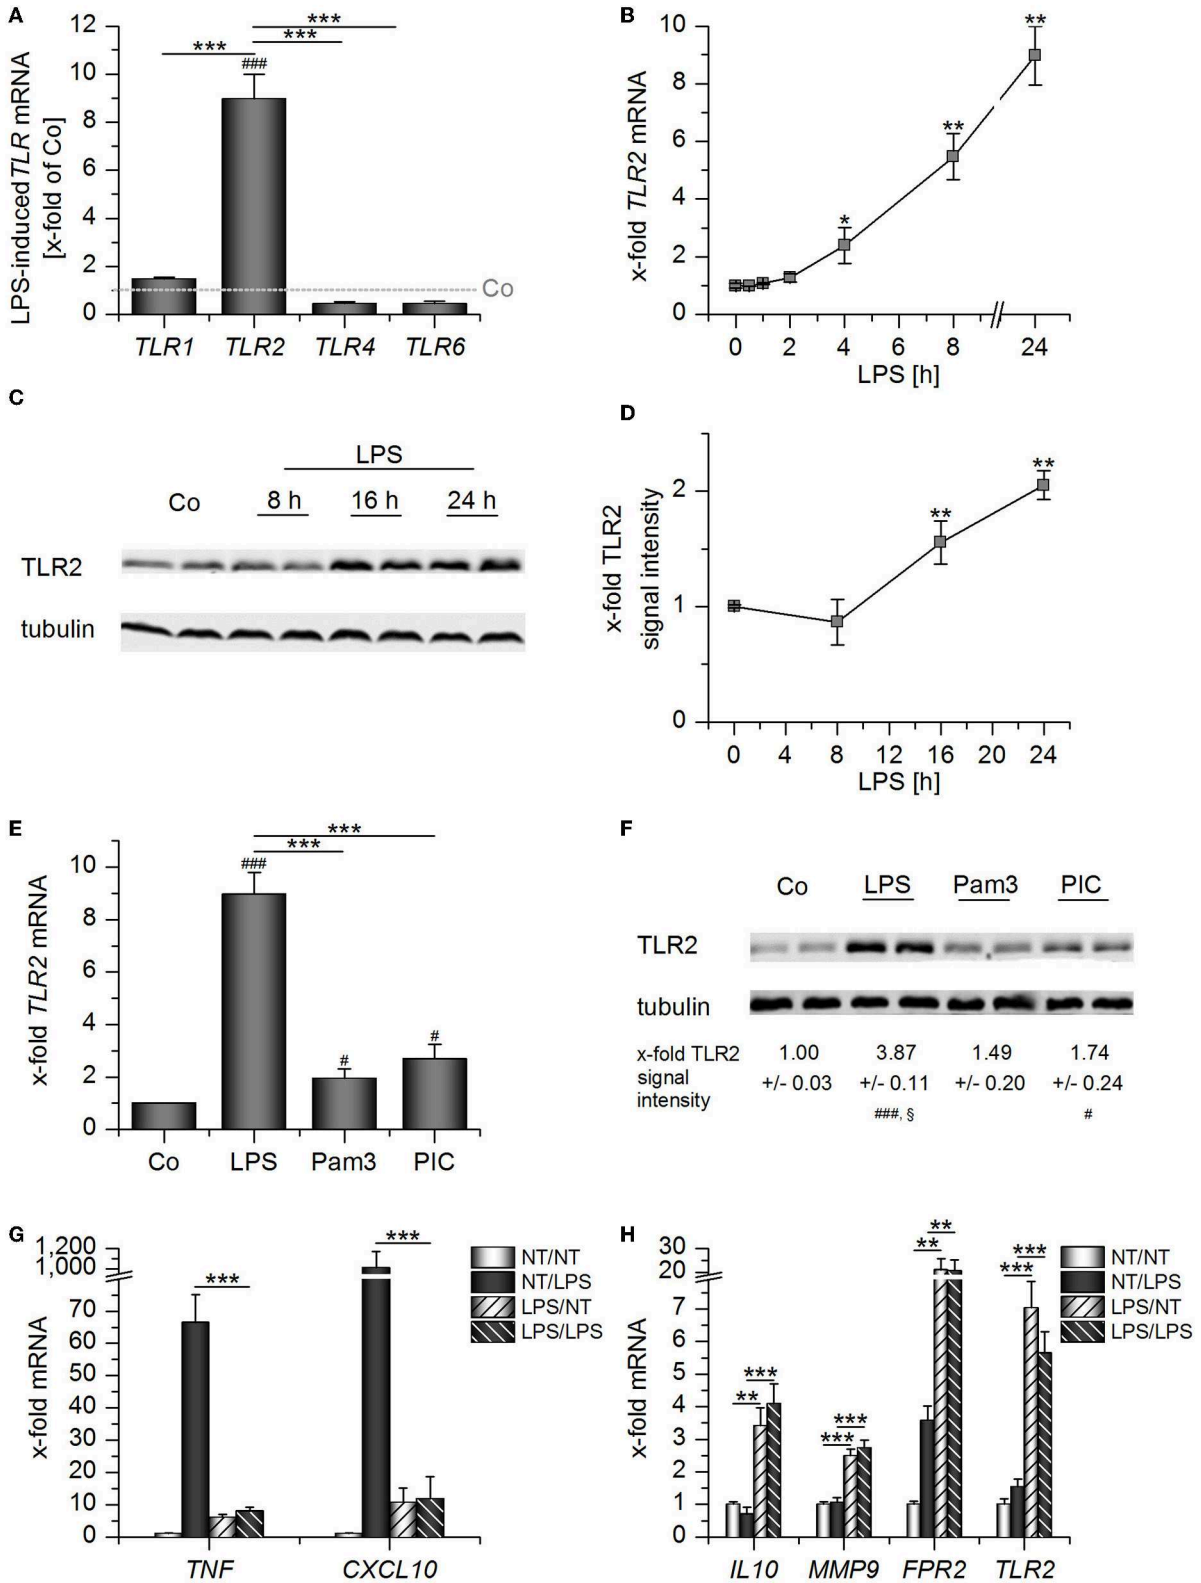 A
LPS-induced TLR mRNA
[x-fold of Co]
12
10
8
6
4
2
0
***
***
***
###
Co
TLR1 TLR2 TLR4 TLR6
B
x-fold TLR2 mRNA
10
8
6
4
2
0
*
**
**
0 2 4 6 8 24
LPS [h]
C
LPS
Co 8 h 16 h 24 h
TLR2
tubulin
D
x-fold TLR2
signal intensity
2
1
0
**
**
0 4 8 12 16 20 24
LPS [h]
E
x-fold TLR2 mRNA
10
8
6
4
2
0
***
***
###
#
#
Co LPS Pam3 PIC
F
Co LPS Pam3 PIC
TLR2
tubulin
x-fold TLR2 1.00 3.87 1.49 1.74
signal +/- 0.03 +/- 0.11 +/- 0.20 +/- 0.24
intensity ###, § #
G
x-fold mRNA
1,200
1,000
70
60
50
40
30
20
10
0
***
***
NT/NT
NT/LPS
LPS/NT
LPS/LPS
TNF CXCL10
H
x-fold mRNA
30
20
7
6
5
4
3
2
1
0
**
***
***
***
**
**
***
***
NT/NT
NT/LPS
LPS/NT
LPS/LPS
IL10 MMP9 FPR2 TLR2